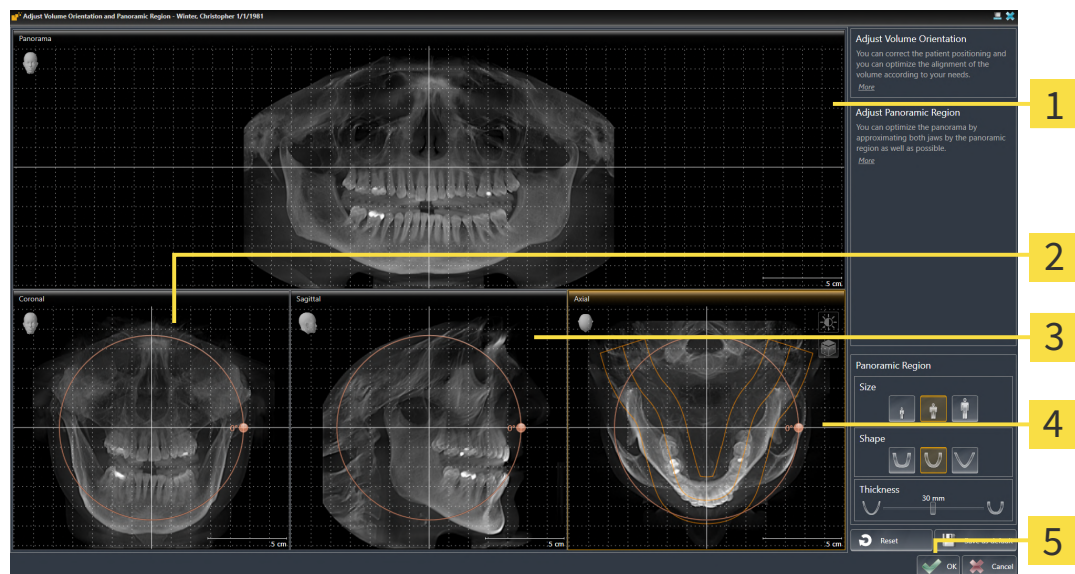 Adjust Volume Orientation and Panoramic Region - Winter, Christopher 1/1/1981
Panorama
5 cm
Coronal
0°
5 cm
Sagittal
0°
5 cm
Axial
0°
5 cm
Adjust Volume Orientation
You can correct the patient positioning and
you can optimize the alignment of the
volume according to your needs.
More
Adjust Panoramic Region
You can optimize the panorama by
approximating both jaws by the panoramic
region as well as possible.
More
Panoramic Region
Size
Shape
Thickness
30 mm
Reset
Save as default
OK
Cancel
1
2
3
4
5